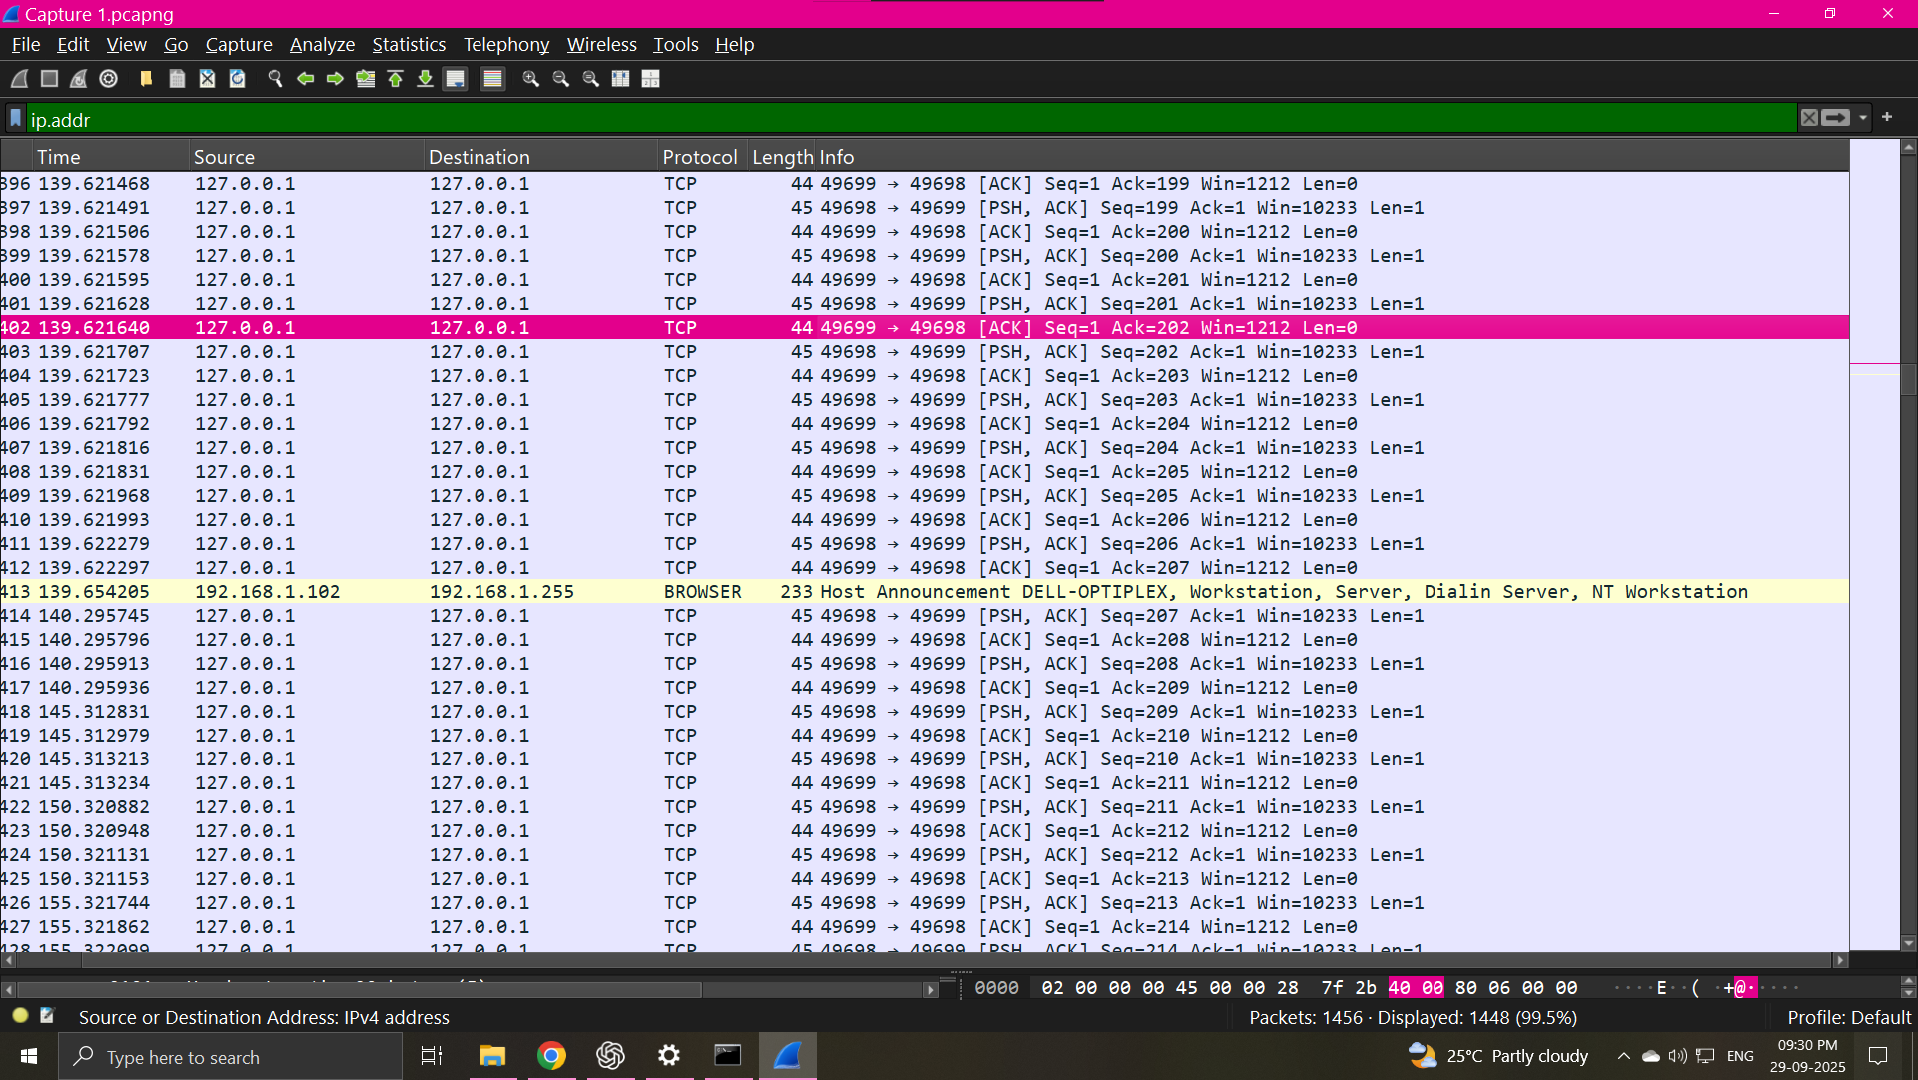 Capture 1.pcapng
File Edit View Go Capture Analyze Statistics Telephony Wireless Tools Help
ip.addr
Time Source Destination Protocol Length Info
396 139.621468 127.0.0.1 127.0.0.1 TCP 44 49699 → 49698 [ACK] Seq=1 Ack=199 Win=1212 Len=0
397 139.621491 127.0.0.1 127.0.0.1 TCP 45 49698 → 49699 [PSH, ACK] Seq=199 Ack=1 Win=10233 Len=1
398 139.621506 127.0.0.1 127.0.0.1 TCP 44 49699 → 49698 [ACK] Seq=1 Ack=200 Win=1212 Len=0
399 139.621578 127.0.0.1 127.0.0.1 TCP 45 49698 → 49699 [PSH, ACK] Seq=200 Ack=1 Win=10233 Len=1
400 139.621595 127.0.0.1 127.0.0.1 TCP 44 49699 → 49698 [ACK] Seq=1 Ack=201 Win=1212 Len=0
401 139.621628 127.0.0.1 127.0.0.1 TCP 45 49698 → 49699 [PSH, ACK] Seq=201 Ack=1 Win=10233 Len=1
402 139.621640 127.0.0.1 127.0.0.1 TCP 44 49699 → 49698 [ACK] Seq=1 Ack=202 Win=1212 Len=0
403 139.621707 127.0.0.1 127.0.0.1 TCP 45 49698 → 49699 [PSH, ACK] Seq=202 Ack=1 Win=10233 Len=1
404 139.621723 127.0.0.1 127.0.0.1 TCP 44 49699 → 49698 [ACK] Seq=1 Ack=203 Win=1212 Len=0
405 139.621777 127.0.0.1 127.0.0.1 TCP 45 49698 → 49699 [PSH, ACK] Seq=203 Ack=1 Win=10233 Len=1
406 139.621792 127.0.0.1 127.0.0.1 TCP 44 49699 → 49698 [ACK] Seq=1 Ack=204 Win=1212 Len=0
407 139.621816 127.0.0.1 127.0.0.1 TCP 45 49698 → 49699 [PSH, ACK] Seq=204 Ack=1 Win=10233 Len=1
408 139.621831 127.0.0.1 127.0.0.1 TCP 44 49699 → 49698 [ACK] Seq=1 Ack=205 Win=1212 Len=0
409 139.621968 127.0.0.1 127.0.0.1 TCP 45 49698 → 49699 [PSH, ACK] Seq=205 Ack=1 Win=10233 Len=1
410 139.621993 127.0.0.1 127.0.0.1 TCP 44 49699 → 49698 [ACK] Seq=1 Ack=206 Win=1212 Len=0
411 139.622279 127.0.0.1 127.0.0.1 TCP 45 49698 → 49699 [PSH, ACK] Seq=206 Ack=1 Win=10233 Len=1
412 139.622297 127.0.0.1 127.0.0.1 TCP 44 49699 → 49698 [ACK] Seq=1 Ack=207 Win=1212 Len=0
413 139.654205 192.168.1.102 192.168.1.255 BROWSER 233 Host Announcement DELL-OPTIPLEX, Workstation, Server, Dialin Server, NT Workstation
414 140.295745 127.0.0.1 127.0.0.1 TCP 45 49698 → 49699 [PSH, ACK] Seq=207 Ack=1 Win=10233 Len=1
415 140.295796 127.0.0.1 127.0.0.1 TCP 44 49699 → 49698 [ACK] Seq=1 Ack=208 Win=1212 Len=0
416 140.295913 127.0.0.1 127.0.0.1 TCP 45 49698 → 49699 [PSH, ACK] Seq=208 Ack=1 Win=10233 Len=1
417 140.295936 127.0.0.1 127.0.0.1 TCP 44 49699 → 49698 [ACK] Seq=1 Ack=209 Win=1212 Len=0
418 145.312831 127.0.0.1 127.0.0.1 TCP 45 49698 → 49699 [PSH, ACK] Seq=209 Ack=1 Win=10233 Len=1
419 145.312979 127.0.0.1 127.0.0.1 TCP 44 49699 → 49698 [ACK] Seq=1 Ack=210 Win=1212 Len=0
420 145.313213 127.0.0.1 127.0.0.1 TCP 45 49698 → 49699 [PSH, ACK] Seq=210 Ack=1 Win=10233 Len=1
421 145.313234 127.0.0.1 127.0.0.1 TCP 44 49699 → 49698 [ACK] Seq=1 Ack=211 Win=1212 Len=0
422 150.320882 127.0.0.1 127.0.0.1 TCP 45 49698 → 49699 [PSH, ACK] Seq=211 Ack=1 Win=10233 Len=1
423 150.320948 127.0.0.1 127.0.0.1 TCP 44 49699 → 49698 [ACK] Seq=1 Ack=212 Win=1212 Len=0
424 150.321131 127.0.0.1 127.0.0.1 TCP 45 49698 → 49699 [PSH, ACK] Seq=212 Ack=1 Win=10233 Len=1
425 150.321153 127.0.0.1 127.0.0.1 TCP 44 49699 → 49698 [ACK] Seq=1 Ack=213 Win=1212 Len=0
426 155.321744 127.0.0.1 127.0.0.1 TCP 45 49698 → 49699 [PSH, ACK] Seq=213 Ack=1 Win=10233 Len=1
427 155.321862 127.0.0.1 127.0.0.1 TCP 44 49699 → 49698 [ACK] Seq=1 Ack=214 Win=1212 Len=0
428 155.322099 127.0.0.1 127.0.0.1 TCP 45 49698 → 49699 [PSH, ACK] Seq=214 Ack=1 Win=10233 Len=1
0000 02 00 00 00 45 00 00 28 7f 2b 40 00 80 06 00 00 ····E··( ·+@·····
Source or Destination Address: IPv4 address Packets: 1456 · Displayed: 1448 (99.5%) Profile: Default
Type here to search 25°C Partly cloudy ENG 09:30 PM
29-09-2025